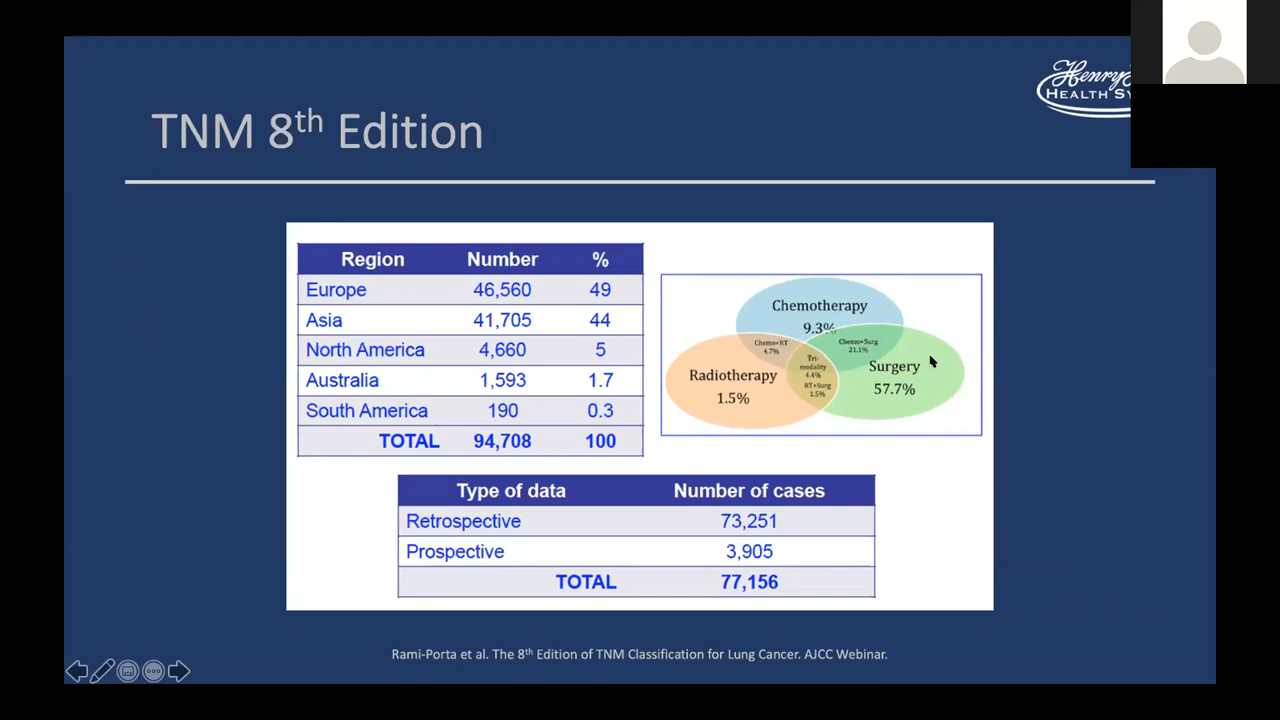 Henry
HEALTH SY
TNM 8th Edition
Region Number %
Europe 46,560 49
Asia 41,705 44
North America 4,660 5
Australia 1,593 1.7
South America 190 0.3
TOTAL 94,708 100
Chemotherapy
9.3%
Chemo+RT
4.7%
Chemo+Surg
21.1%
Tri-
modality
4.4%
RT+Surg
1.5%
Radiotherapy
1.5%
Surgery
57.7%
Type of data Number of cases
Retrospective 73,251
Prospective 3,905
TOTAL 77,156
Rami-Porta et al. The 8th Edition of TNM Classification for Lung Cancer. AJCC Webinar.